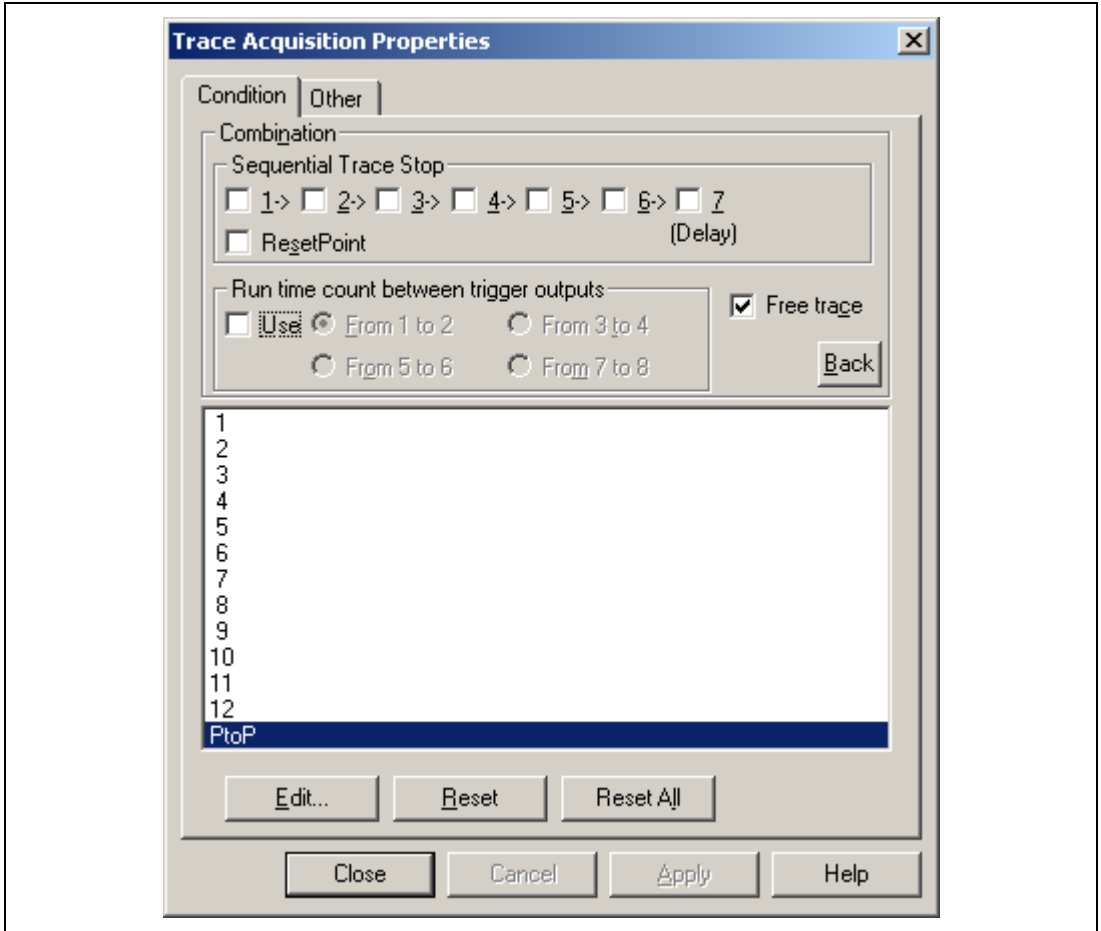 Trace Acquisition Properties
Condition Other
Combination
Sequential Trace Stop
1-> 2-> 3-> 4-> 5-> 6-> 7
(Delay)
ResetPoint
Run time count between trigger outputs
Use From 1 to 2 From 3 to 4
From 5 to 6 From 7 to 8
Free trace
Back
1
2
3
4
5
6
7
8
9
10
11
12
PtoP
Edit... Reset Reset All
Close Cancel Apply Help